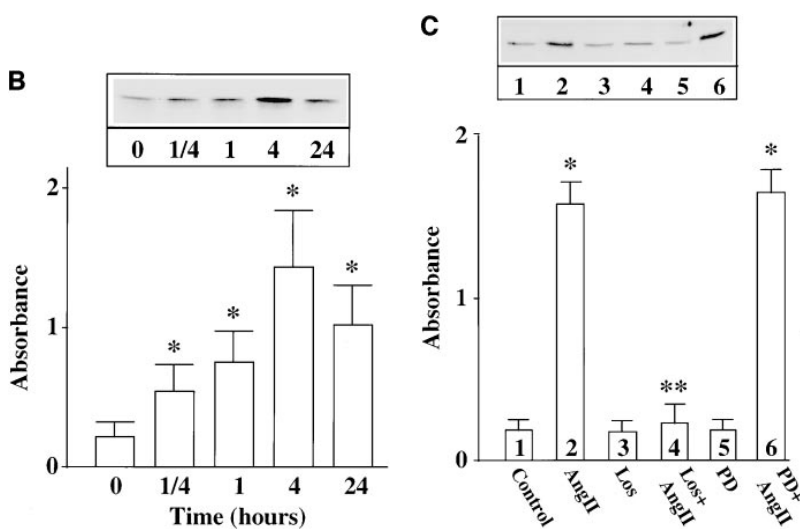 B
0 1/4 1 4 24
2
1
0
Absorbance
* * * *
0 1/4 1 4 24
Time (hours)
C
1 2 3 4 5 6
2
1
0
Absorbance
* ** *
1 2 3 4 5 6
Control
AngII
Los
Los+
AngII
PD
PD+
AngII